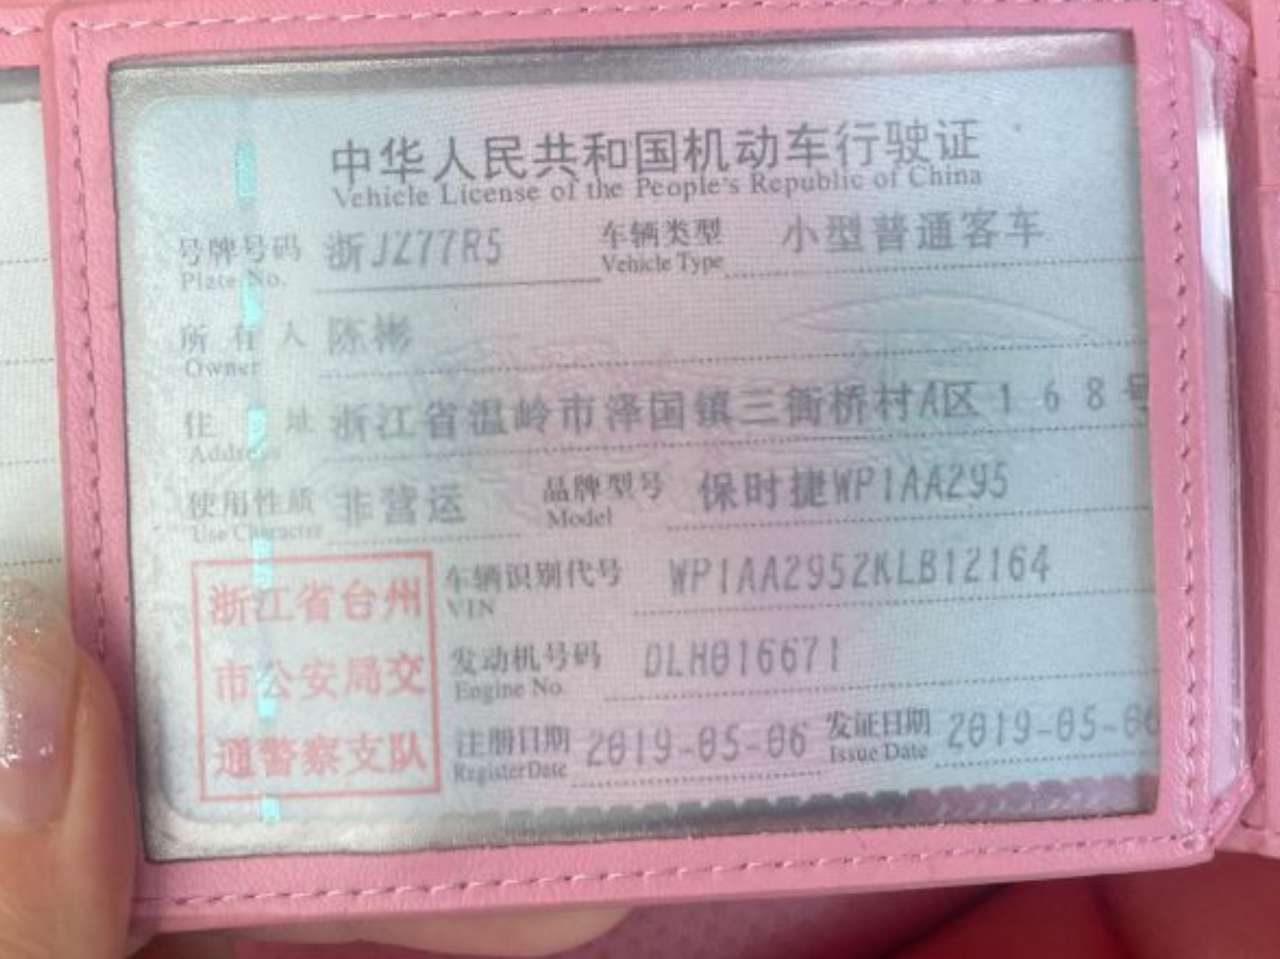 中华人民共和国机动车行驶证
Vehicle License of the People's Republic of China
号牌号码 浙JZ77R5 车辆类型 小型普通客车
Plate No. Vehicle Type
所有人 陈彬
Owner
住址 浙江省温岭市泽国镇三衙桥村A区168号
Address
使用性质 非营运 品牌型号 保时捷WP1AA295
Use Character Model
浙江省台州
市公安局交
通警察支队
车辆识别代号 WP1AA2952KLB12164
VIN
发动机号码 DLH016671
Engine No.
注册日期 2019-05-06 发证日期 2019-05-06
Register Date Issue Date